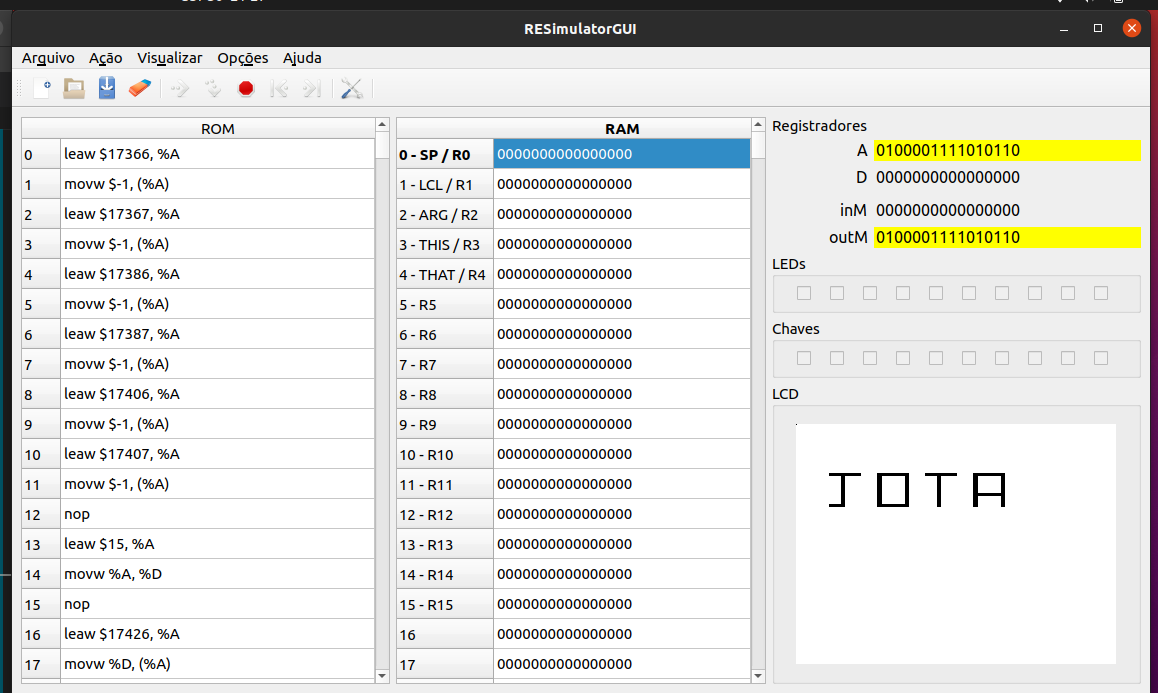 RESimulatorGUI
Arquivo Ação Visualizar Opções Ajuda
ROM
0 leaw $17366, %A
1 movw $-1, (%A)
2 leaw $17367, %A
3 movw $-1, (%A)
4 leaw $17386, %A
5 movw $-1, (%A)
6 leaw $17387, %A
7 movw $-1, (%A)
8 leaw $17406, %A
9 movw $-1, (%A)
10 leaw $17407, %A
11 movw $-1, (%A)
12 nop
13 leaw $15, %A
14 movw %A, %D
15 nop
16 leaw $17426, %A
17 movw %D, (%A)
RAM
0 - SP / R0 0000000000000000
1 - LCL / R1 0000000000000000
2 - ARG / R2 0000000000000000
3 - THIS / R3 0000000000000000
4 - THAT / R4 0000000000000000
5 - R5 0000000000000000
6 - R6 0000000000000000
7 - R7 0000000000000000
8 - R8 0000000000000000
9 - R9 0000000000000000
10 - R10 0000000000000000
11 - R11 0000000000000000
12 - R12 0000000000000000
13 - R13 0000000000000000
14 - R14 0000000000000000
15 - R15 0000000000000000
16 0000000000000000
17 0000000000000000
Registradores
A 0100001111010110
D 0000000000000000
inM 0000000000000000
outM 0100001111010110
LEDs
Chaves
LCD
JOTA